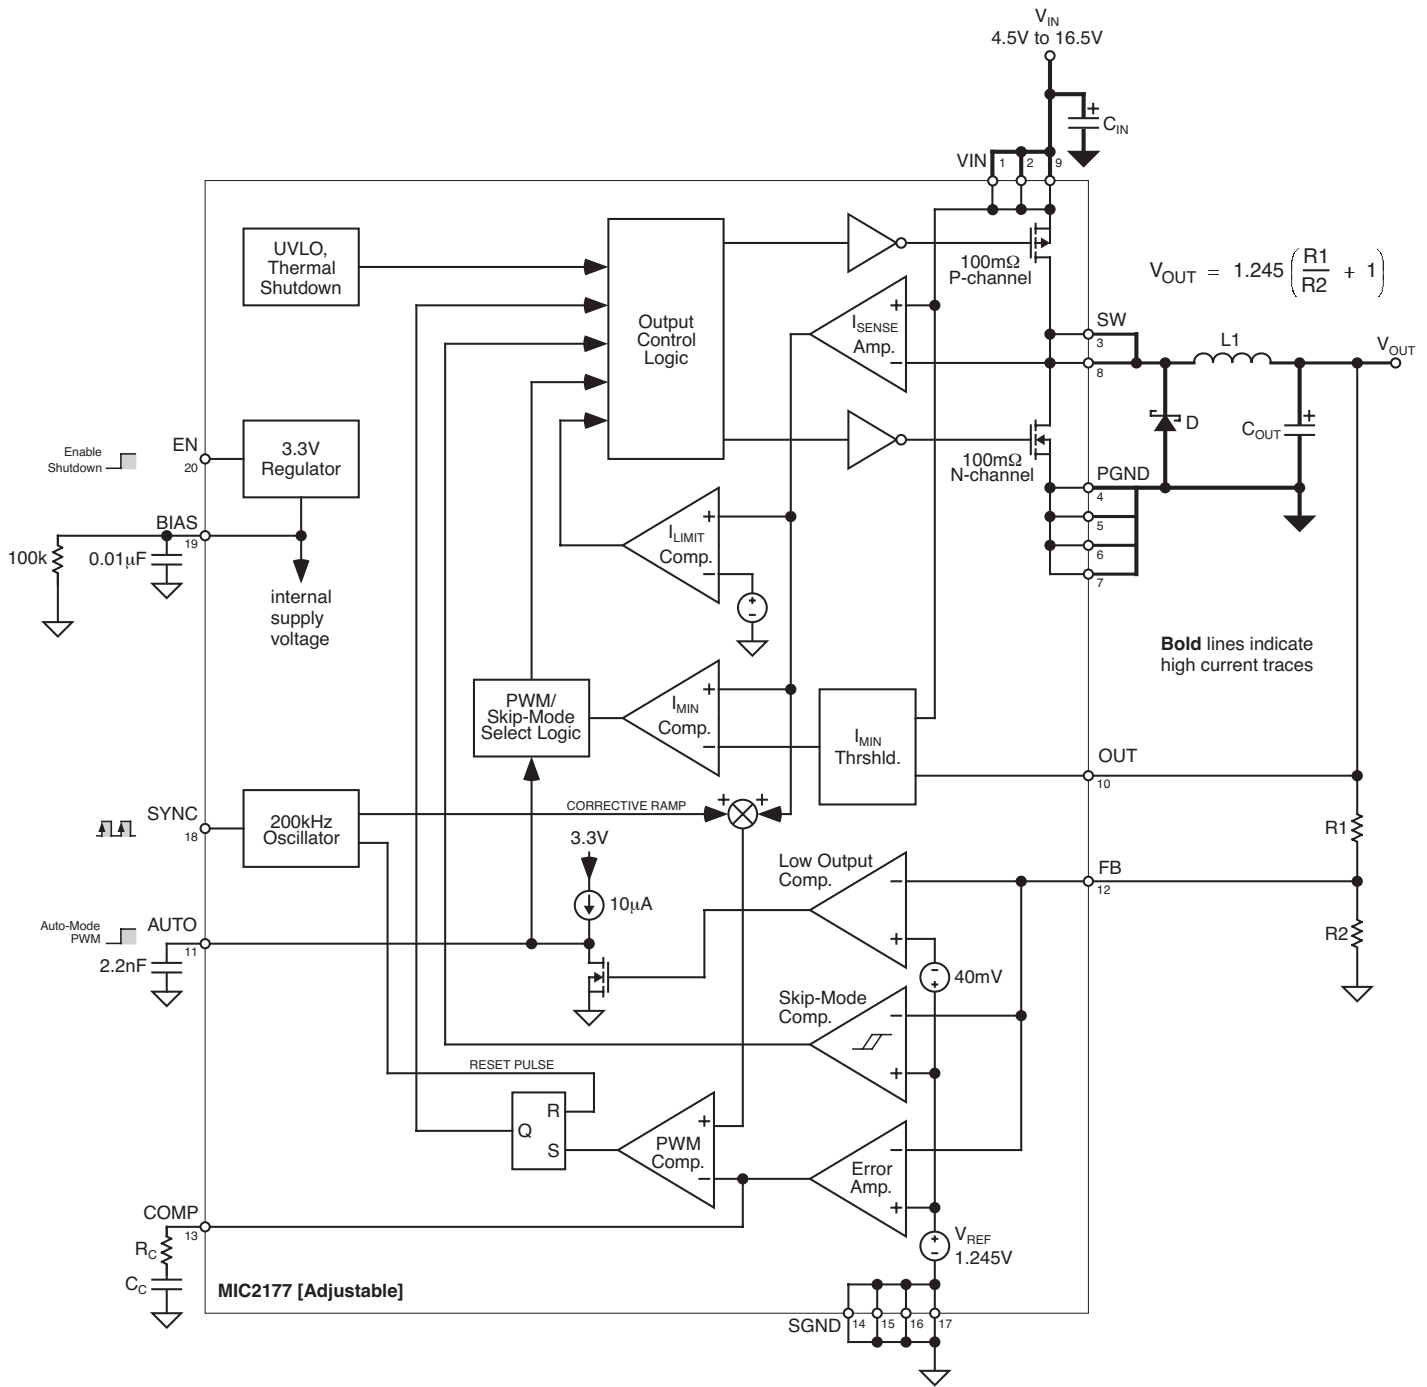 VIN
4.5V to 16.5V
+
CIN
VIN
1
2
9
UVLO,
Thermal
Shutdown
Output
Control
Logic
100mΩ
P-channel
VOUT = 1.245 (R1/R2 + 1)
ISENSE
Amp.
+
−
SW
3
8
L1
VOUT
D
COUT
+
EN
20
Enable
Shutdown
3.3V
Regulator
100mΩ
N-channel
PGND
4
5
6
7
BIAS
19
100k
0.01µF
internal
supply
voltage
ILIMIT
Comp.
+
−
+
−
Bold lines indicate
high current traces
PWM/
Skip-Mode
Select Logic
IMIN
Comp.
+
−
IMIN
Thrshld.
OUT
10
SYNC
18
200kHz
Oscillator
CORRECTIVE RAMP
+
+
R1
3.3V
10µA
Low Output
Comp.
−
+
FB
12
Auto-Mode
PWM
AUTO
11
2.2nF
R2
−
+
40mV
Skip-Mode
Comp.
−
+
RESET PULSE
R
Q
S
PWM
Comp.
+
−
Error
Amp.
−
+
COMP
13
RC
CC
+
−
VREF
1.245V
MIC2177 [Adjustable]
SGND
14
15
16
17